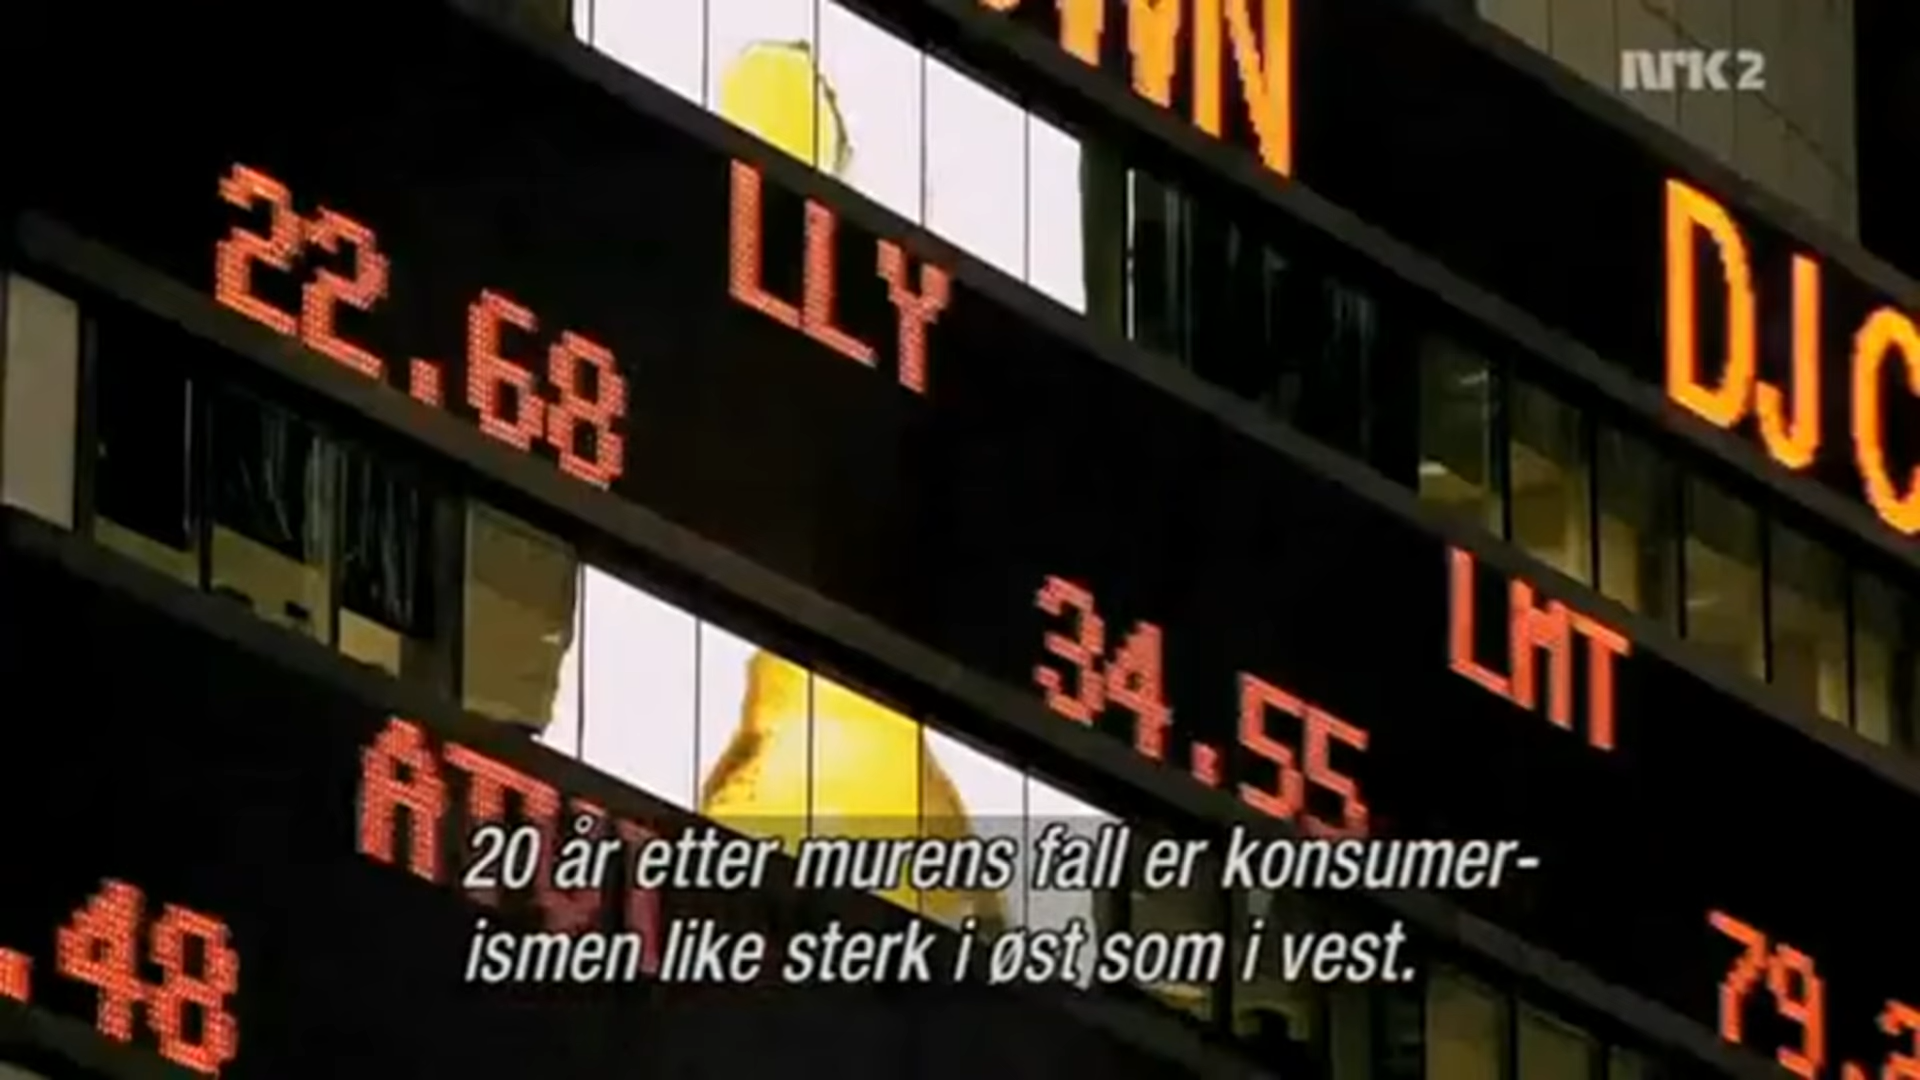 NRK2
DJ
22.68
LLY
34.55
LMT
.48
79.
20 år etter murens fall er konsumer-
ismen like sterk i øst som i vest.